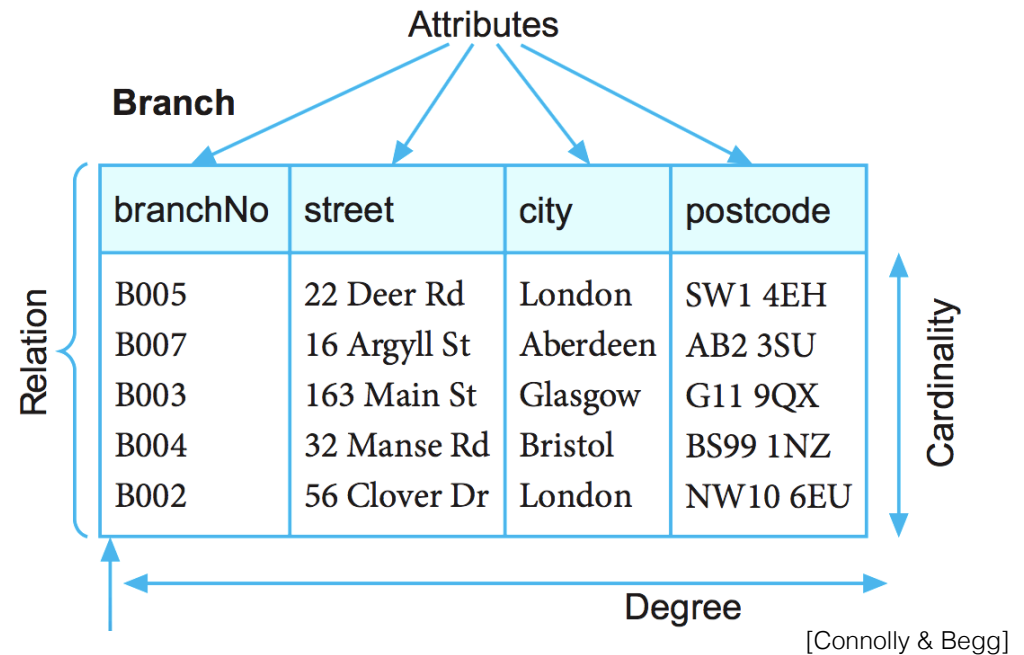 Attributes
Branch
branchNo street city postcode
B005 22 Deer Rd London SW1 4EH
B007 16 Argyll St Aberdeen AB2 3SU
B003 163 Main St Glasgow G11 9QX
B004 32 Manse Rd Bristol BS99 1NZ
B002 56 Clover Dr London NW10 6EU
Relation
Cardinality
Degree
[Connolly & Begg]